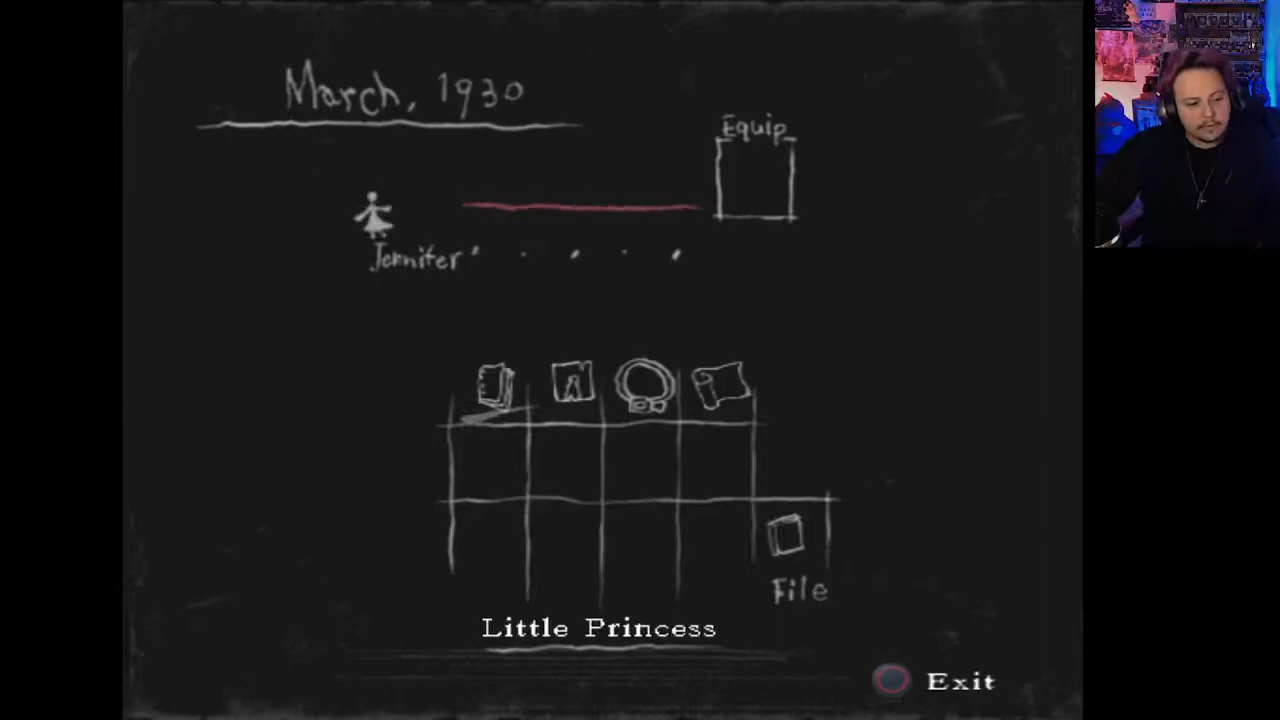 March, 1930
Equip
Jennifer
File
Little Princess
Exit